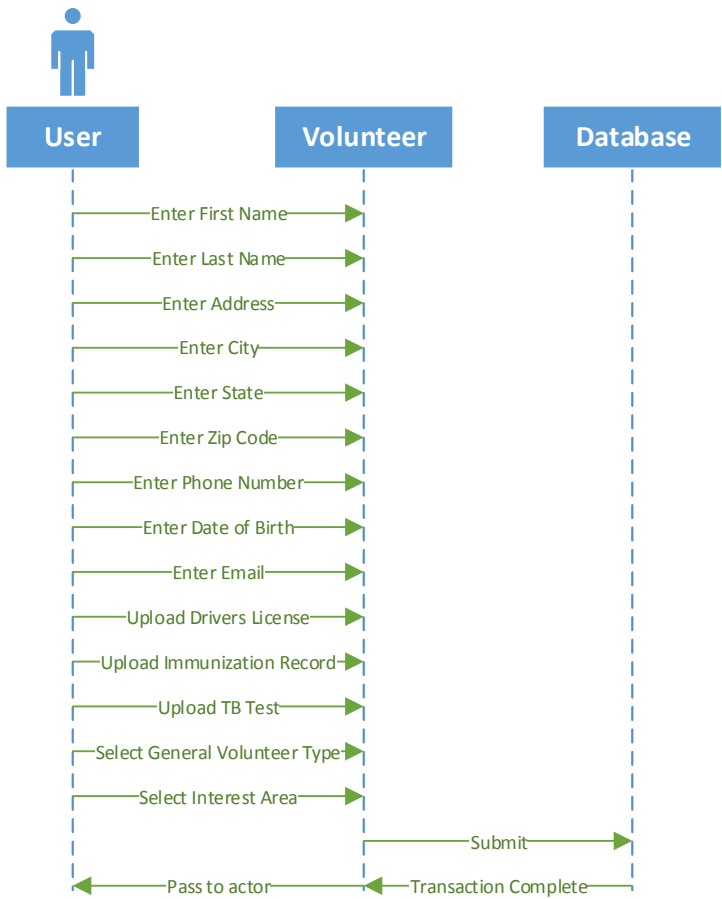 User
Volunteer
Database
Enter First Name
Enter Last Name
Enter Address
Enter City
Enter State
Enter Zip Code
Enter Phone Number
Enter Date of Birth
Enter Email
Upload Drivers License
Upload Immunization Record
Upload TB Test
Select General Volunteer Type
Select Interest Area
Submit
Pass to actor
Transaction Complete